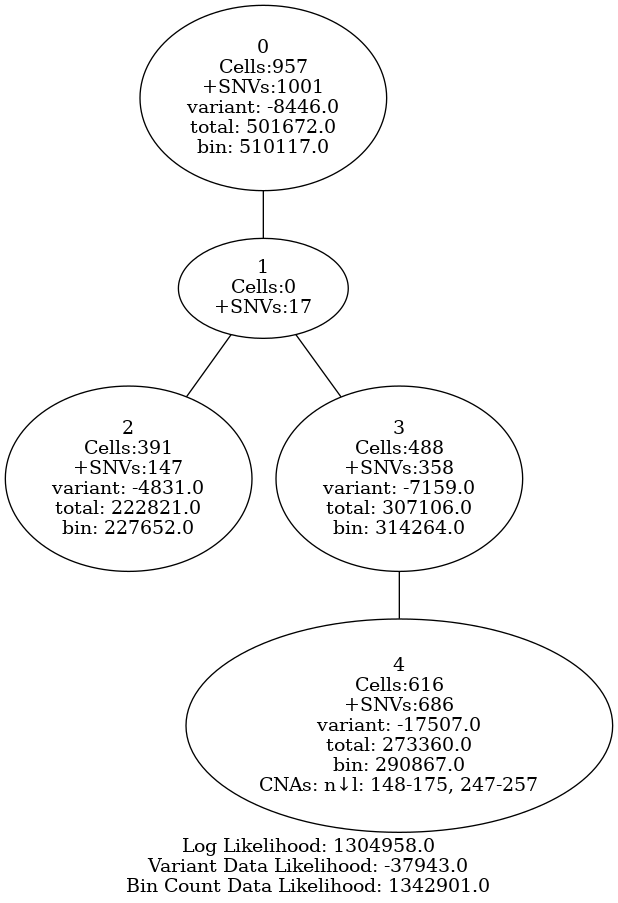 0
Cells:957
+SNVs:1001
variant: -8446.0
total: 501672.0
bin: 510117.0
1
Cells:0
+SNVs:17
2
Cells:391
+SNVs:147
variant: -4831.0
total: 222821.0
bin: 227652.0
3
Cells:488
+SNVs:358
variant: -7159.0
total: 307106.0
bin: 314264.0
4
Cells:616
+SNVs:686
variant: -17507.0
total: 273360.0
bin: 290867.0
CNAs: n↓l: 148-175, 247-257
Log Likelihood: 1304958.0
Variant Data Likelihood: -37943.0
Bin Count Data Likelihood: 1342901.0